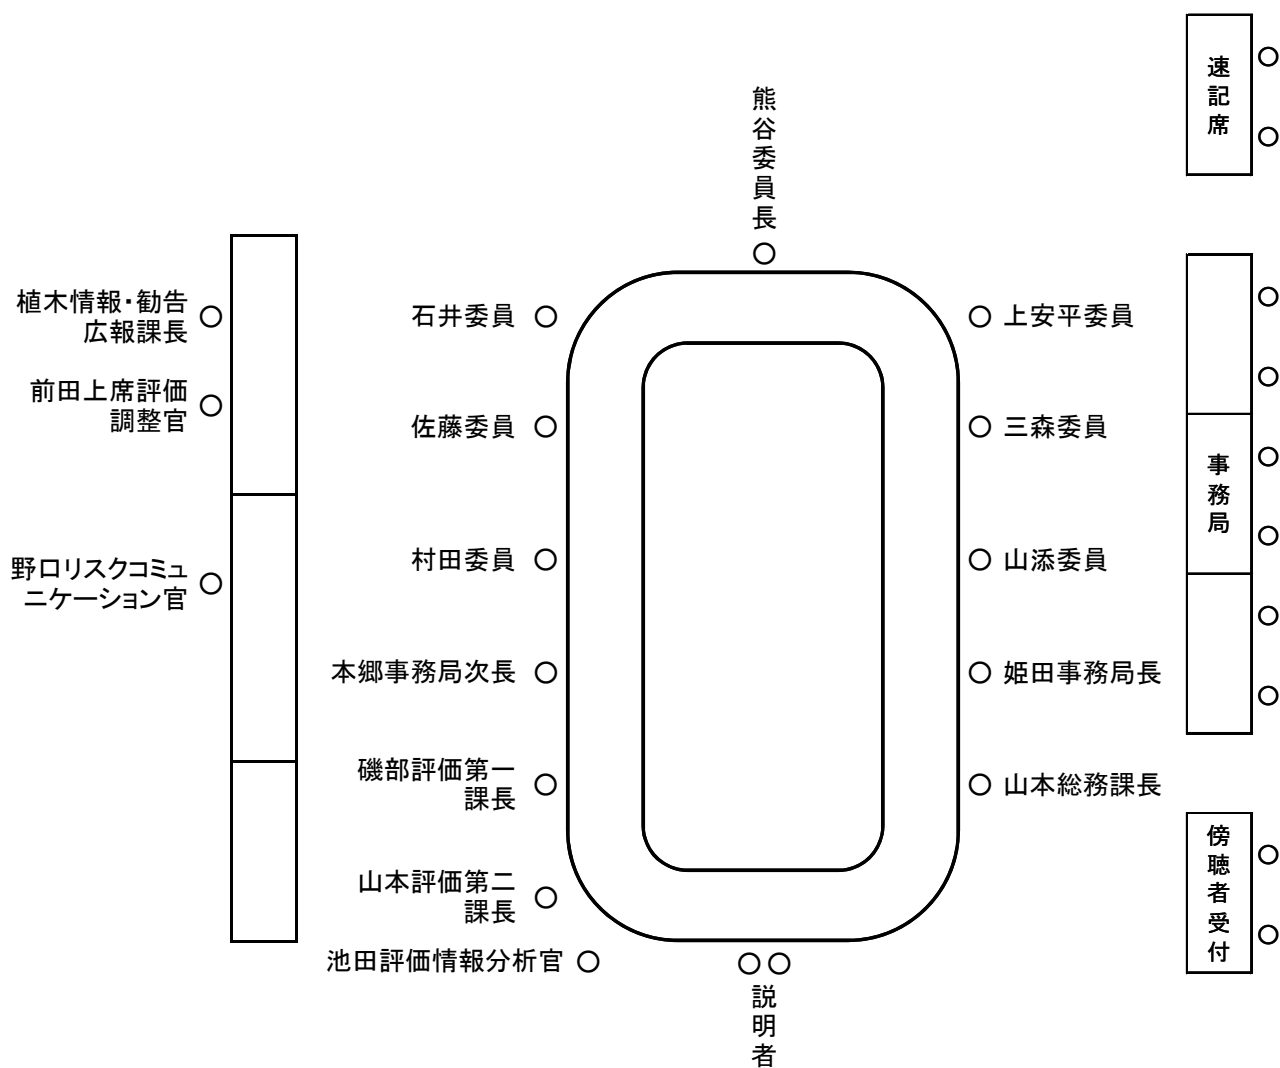 速記席
熊谷委員長
植木情報・勧告
広報課長
前田上席評価
調整官
野口リスクコミュ
ニケーション官
石井委員
佐藤委員
村田委員
本郷事務局次長
磯部評価第一
課長
山本評価第二
課長
池田評価情報分析官
説明者
上安平委員
三森委員
山添委員
姫田事務局長
山本総務課長
事務局
傍聴者受付